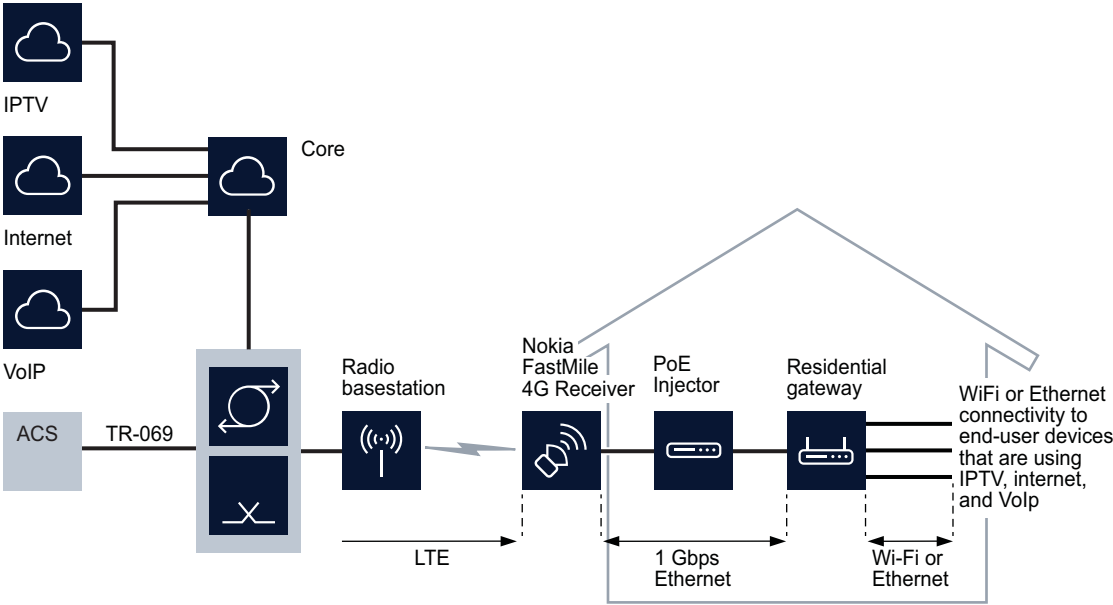 IPTV
Core
Internet
VoIP
ACS
TR-069
Radio
basestation
Nokia
FastMile
4G Receiver
PoE
Injector
Residential
gateway
WiFi or Ethernet
connectivity to
end-user devices
that are using
IPTV, internet,
and VoIp
LTE
1 Gbps
Ethernet
Wi-Fi or
Ethernet